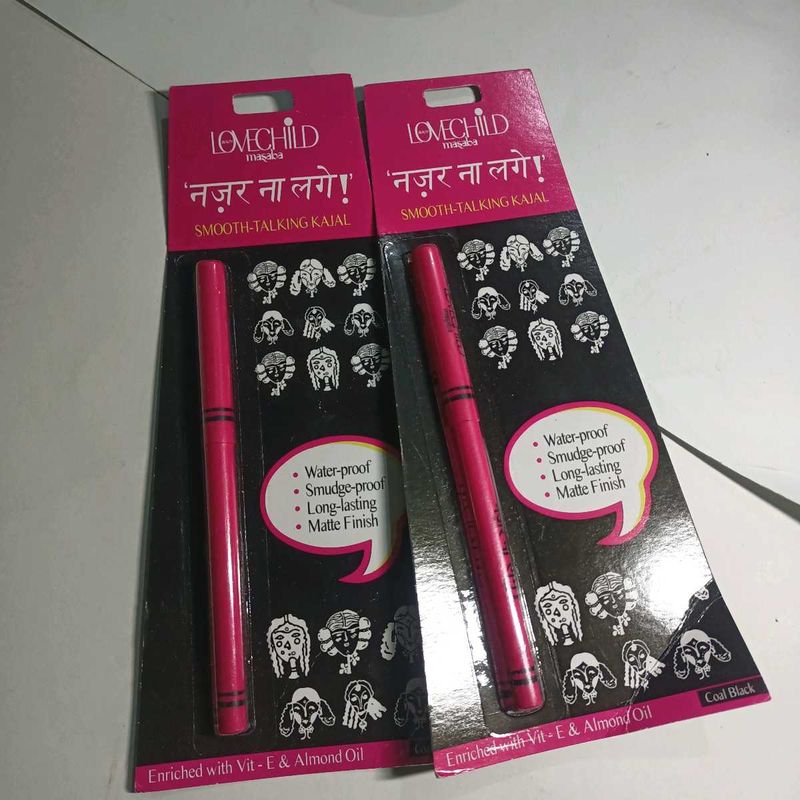 LOVECHILD
masaba
'नज़र ना लगे!'
SMOOTH-TALKING KAJAL
• Water-proof
• Smudge-proof
• Long-lasting
• Matte Finish
Enriched with Vit - E & Almond Oil
LOVECHILD
masaba
'नज़र ना लगे!'
SMOOTH-TALKING KAJAL
• Water-proof
• Smudge-proof
• Long-lasting
• Matte Finish
Coal Black
Enriched with Vit - E & Almond Oil